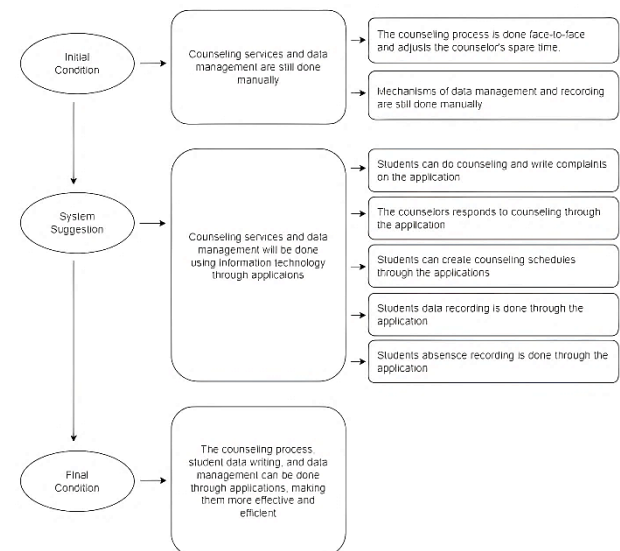 Initial
Condition
Counseling services and data
management are still done
manually
The counseling process is done face-to-face
and adjusts the counselor's spare time.
Mechanisms of data management and recording
are still done manually
System
Suggestion
Counseling services and data
management will be done
using information technology
through applicaions
Students can do counseling and write complaints
on the application
The counselors responds to counseling through
the application
Students can create counseling schedules
through the applications
Students data recording is done through the
application
Students absensce recording is done through the
application
Final
Condition
The counseling process,
student data writing, and data
management can be done
through applications, making
them more effective and
efficient